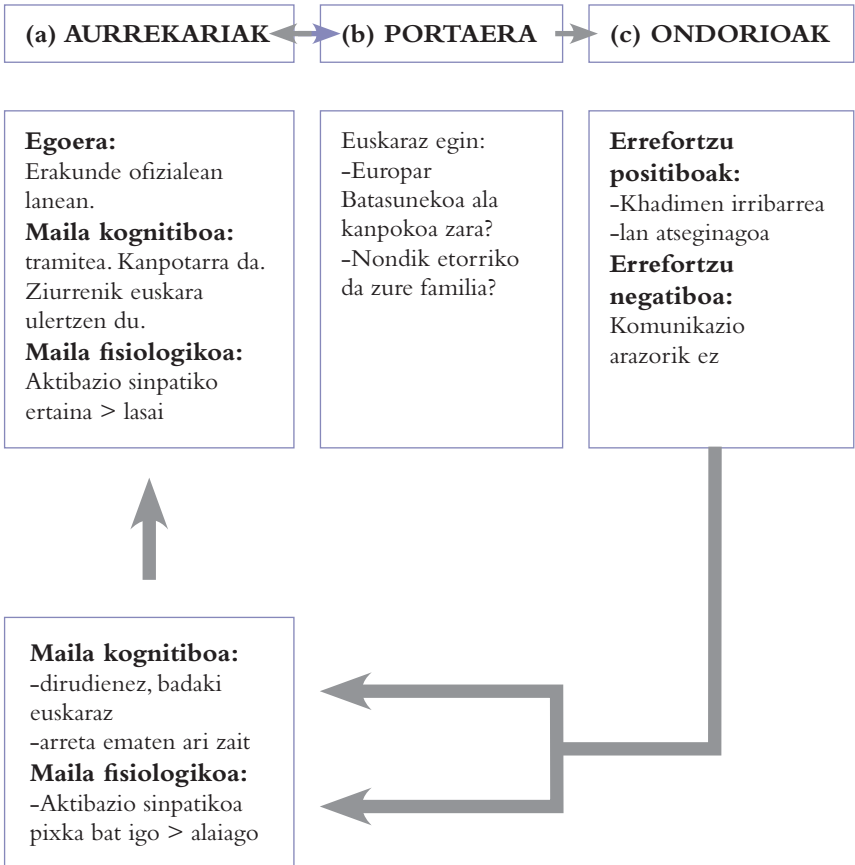 (a) AURREKARIAK
(b) PORTAERA
(c) ONDORIOAK
Egoera:
Erakunde ofizialean
lanean.
Maila kognitiboa:
tramitea. Kanpotarra da.
Ziurrenik euskara
ulertzen du.
Maila fisiologikoa:
Aktibazio sinpatiko
ertaina > lasai
Euskaraz egin:
-Europar
Batasunekoa ala
kanpokoa zara?
-Nondik etorriko
da zure familia?
Errefortzu
positiboak:
-Khadimen irribarrea
-lan atseginagoa
Errefortzu
negatiboa:
Komunikazio
arazorik ez
Maila kognitiboa:
-dirudienez, badaki
euskaraz
-arreta ematen ari zait
Maila fisiologikoa:
-Aktibazio sinpatikoa
pixka bat igo > alaiago